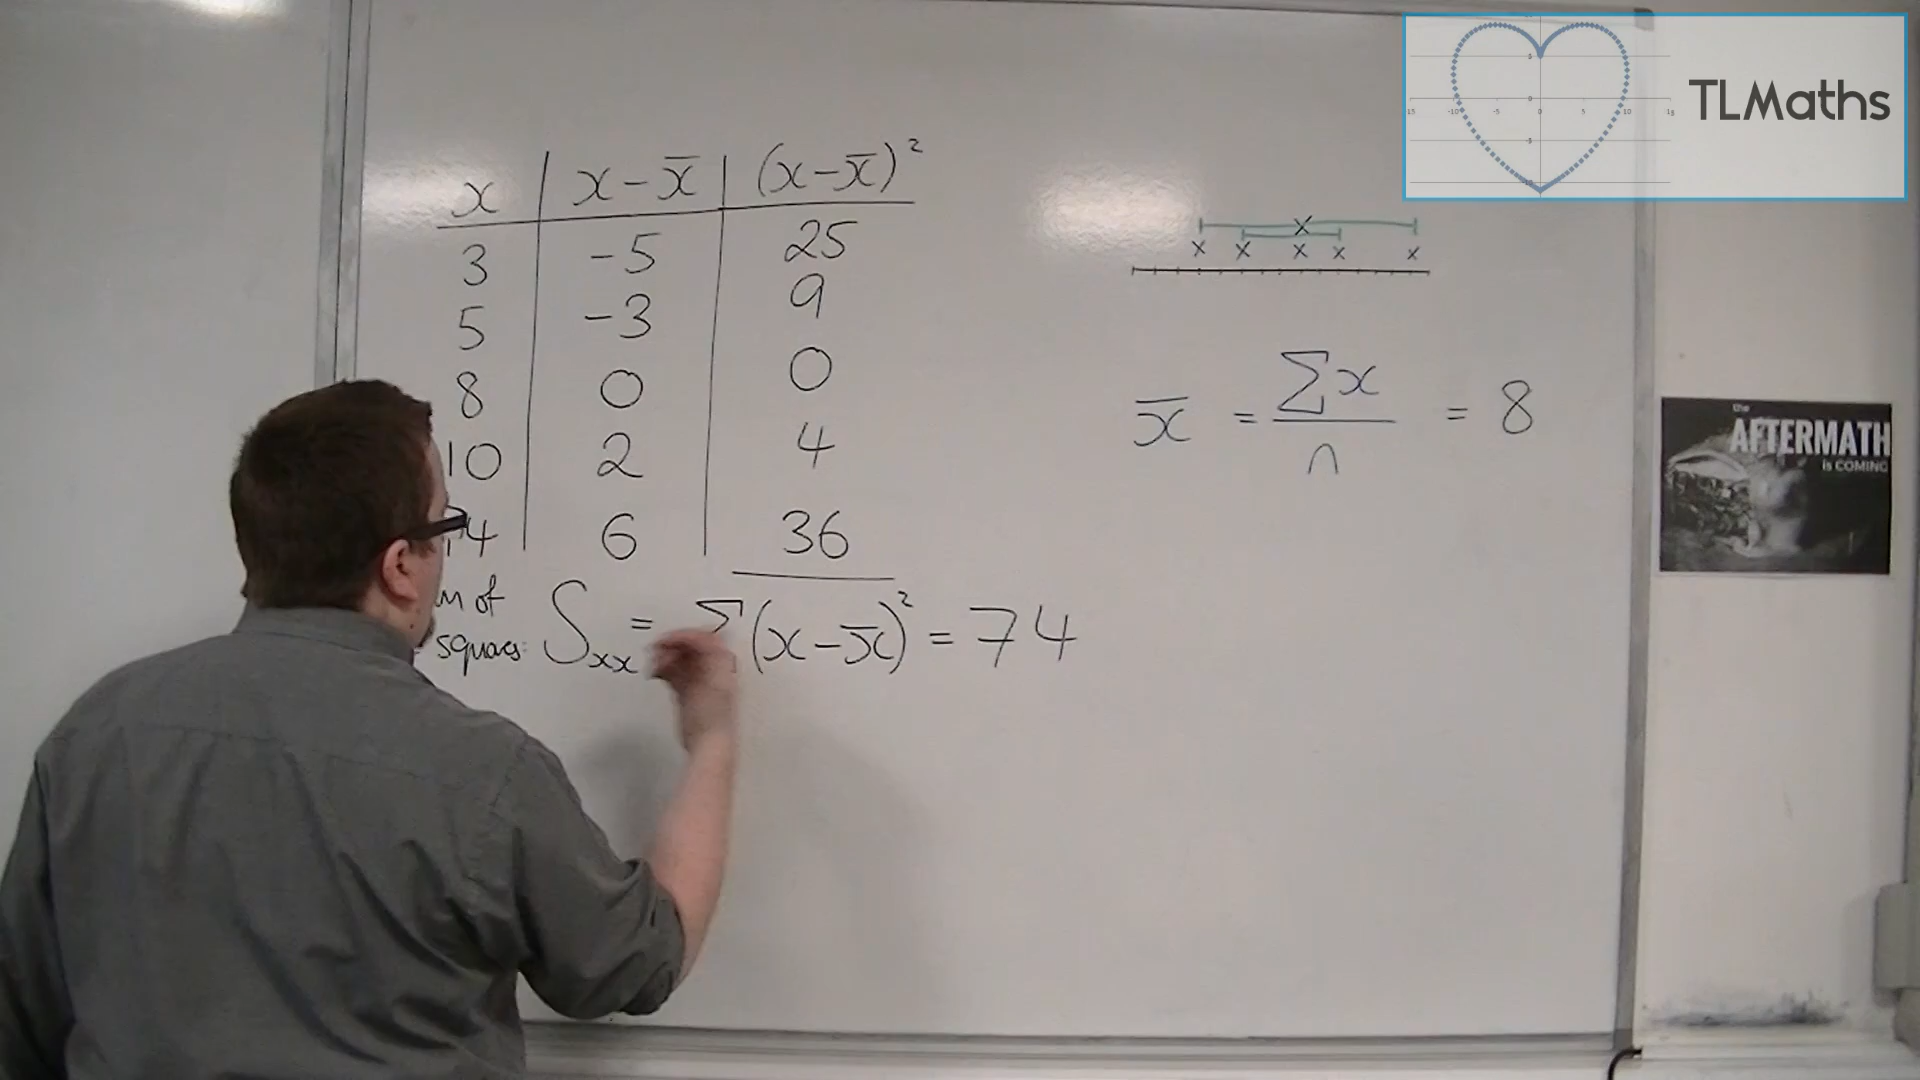 TLMaths
x | x - x̄ | (x - x̄)²
3 | -5 | 25
5 | -3 | 9
8 | 0 | 0
10 | 2 | 4
14 | 6 | 36
of squares: Sxx = Σ(x - x̄)² = 74
x̄ = Σx / n = 8
the
AFTERMATH
is COMING